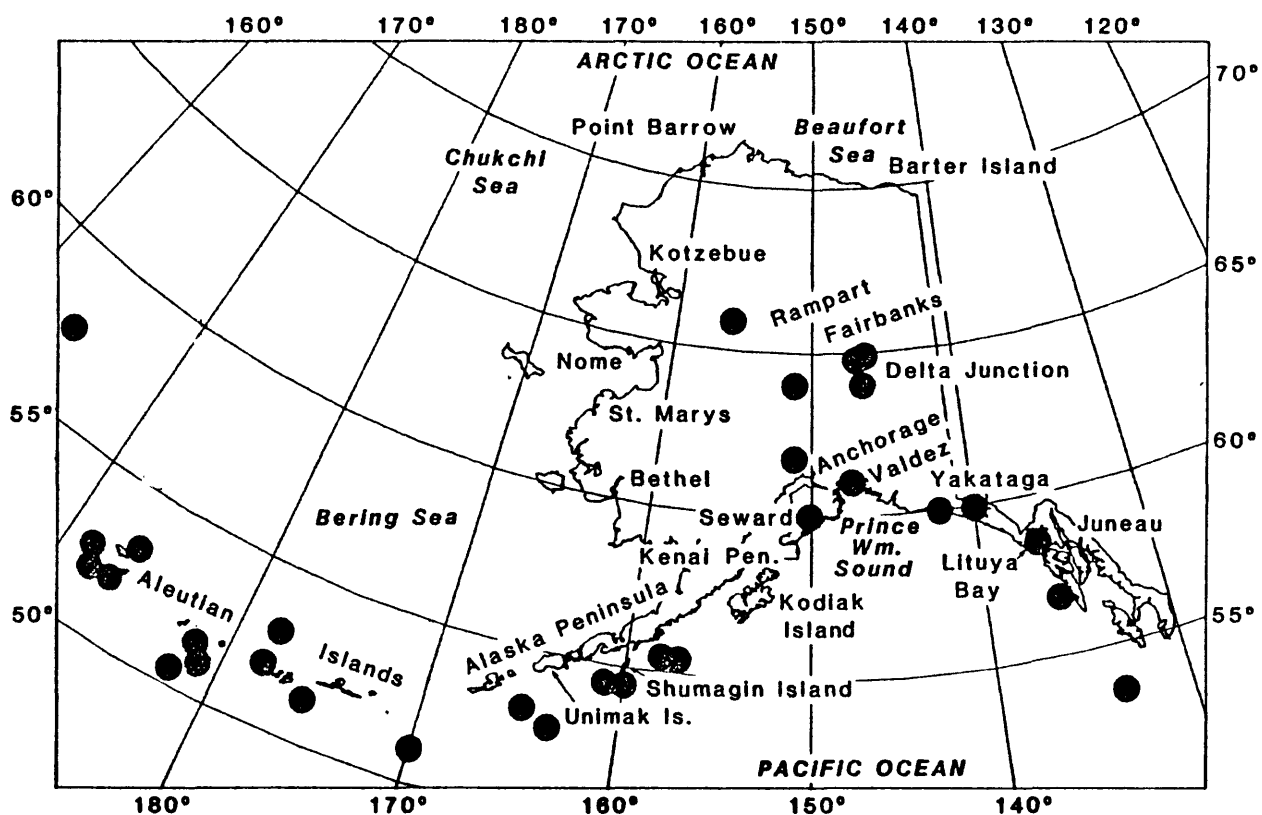 160° 170° 180° 170° 160° 150° 140° 130° 120°
ARCTIC OCEAN
70°
Point Barrow
Beaufort
Sea
Chukchi
Sea
Barter Island
60°
Kotzebue
65°
Rampart
Fairbanks
Nome
Delta Junction
55°
St. Marys
Anchorage
60°
Valdez
Bethel
Yakataga
Bering Sea
Seward
Prince
Wm.
Sound
Juneau
Kenai Pen.
Lituya
Bay
Aleutian
Islands
50°
Alaska Peninsula
Kodiak
Island
55°
Shumagin Island
Unimak Is.
PACIFIC OCEAN
180° 170° 160° 150° 140°